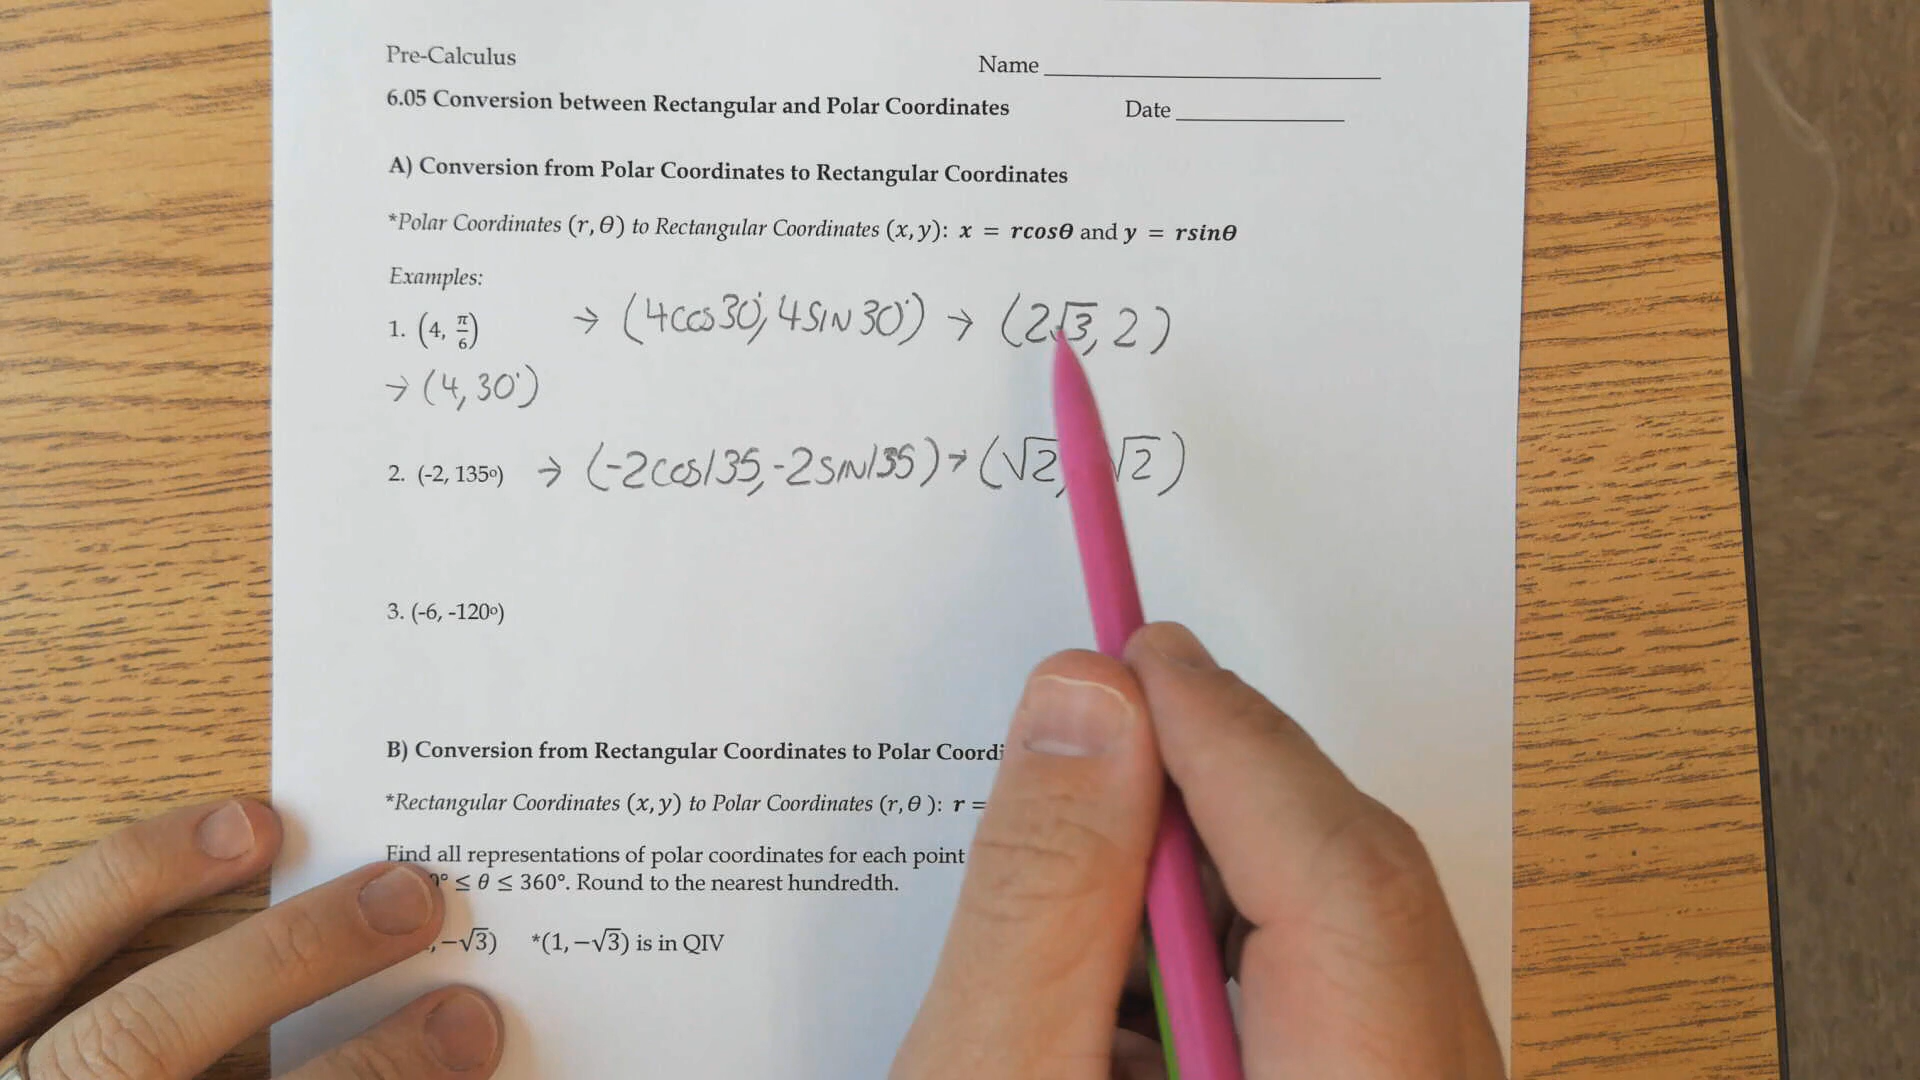 Pre-Calculus
Name
6.05 Conversion between Rectangular and Polar Coordinates
Date
A) Conversion from Polar Coordinates to Rectangular Coordinates
*Polar Coordinates (r, θ) to Rectangular Coordinates (x, y): x = rcosθ and y = rsinθ
Examples:
1. (4, π/6) → (4cos30°, 4SIN30°) → (2√3, 2)
→ (4, 30°)
2. (-2, 135°) → (-2cos135, -2SIN135) → (√2, √2)
3. (-6, -120°)
B) Conversion from Rectangular Coordinates to Polar
*Rectangular Coordinates (x, y) to Polar Coordinates (r, θ ): r =
Find all representations of polar coordinates for each point
° ≤ θ ≤ 360°. Round to the nearest hundredth.
, −√3) *(1, −√3) is in QIV